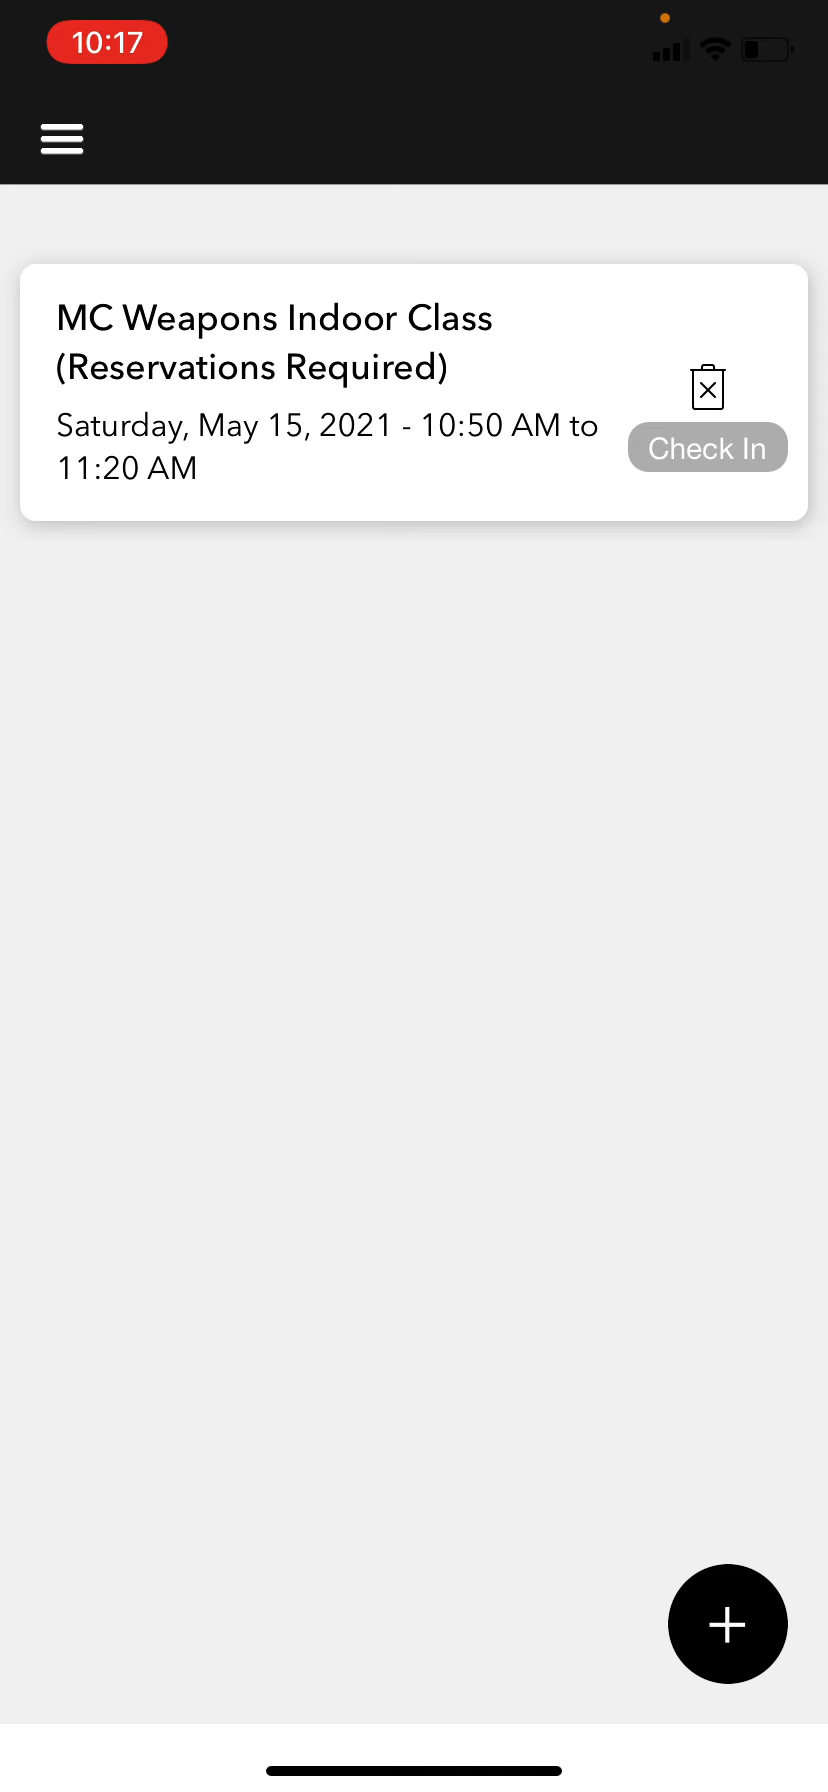 10:17
MC Weapons Indoor Class
(Reservations Required)
Saturday, May 15, 2021 - 10:50 AM to
11:20 AM
Check In